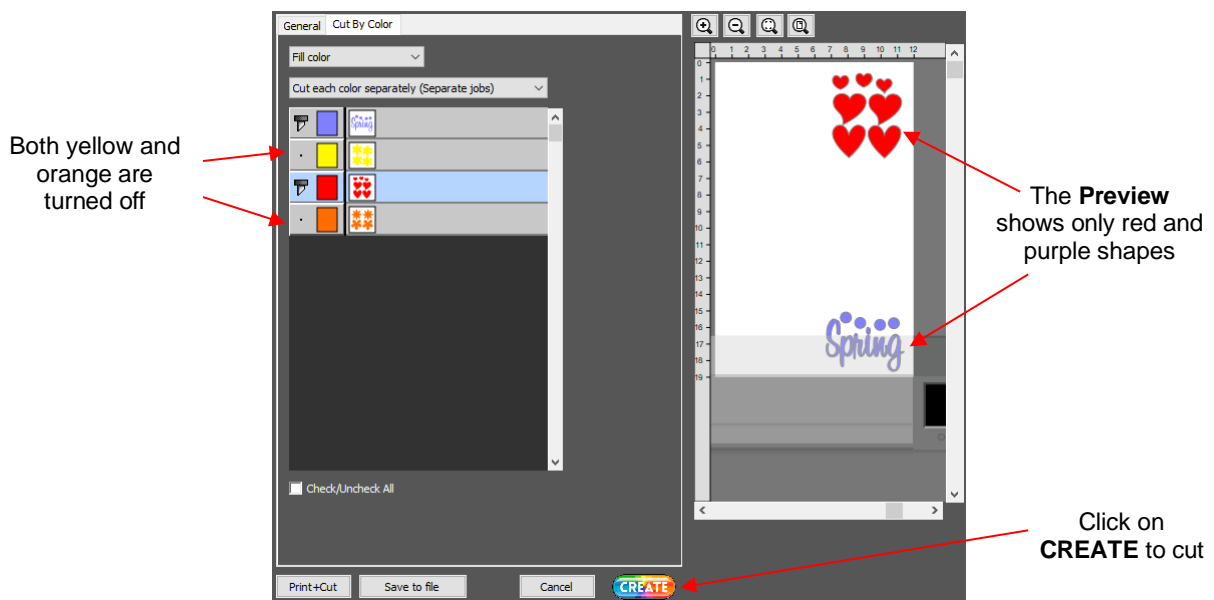 General Cut By Color
Fill color
Cut each color separately (Separate jobs)
Spring
Both yellow and
orange are
turned off
Check/Uncheck All
Print+Cut Save to file Cancel CREATE
0 1 2 3 4 5 6 7 8 9 10 11 12
0
1
2
3
4
5
6
7
8
9
10
11
12
13
14
15
16
17
18
19
Spring
The Preview
shows only red and
purple shapes
Click on
CREATE to cut